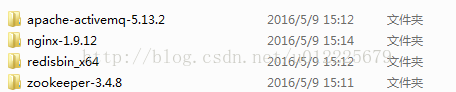 apache-activemq-5.13.2 2016/5/9 15:12 文件夹
nginx-1.9.12 2016/5/9 15:14 文件夹
http://blog.csdn.net/u012225679
redisbin_x64 2016/5/9 15:12 文件夹
zookeeper-3.4.8 2016/5/9 15:11 文件夹